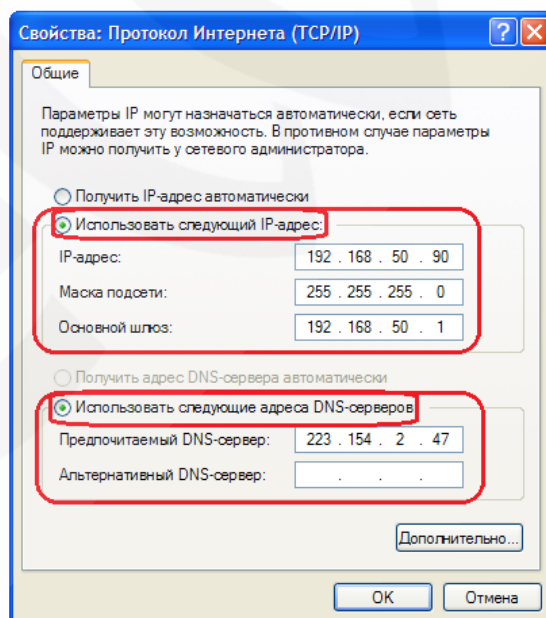 Свойства: Протокол Интернета (TCP/IP)
Общие
Параметры IP могут назначаться автоматически, если сеть
поддерживает эту возможность. В противном случае параметры
IP можно получить у сетевого администратора.
Получить IP-адрес автоматически
Использовать следующий IP-адрес:
IP-адрес: 192 . 168 . 50 . 90
Маска подсети: 255 . 255 . 255 . 0
Основной шлюз: 192 . 168 . 50 . 1
Получить адрес DNS-сервера автоматически
Использовать следующие адреса DNS-серверов
Предпочитаемый DNS-сервер: 223 . 154 . 2 . 47
Альтернативный DNS-сервер: . . .
Дополнительно...
OK Отмена